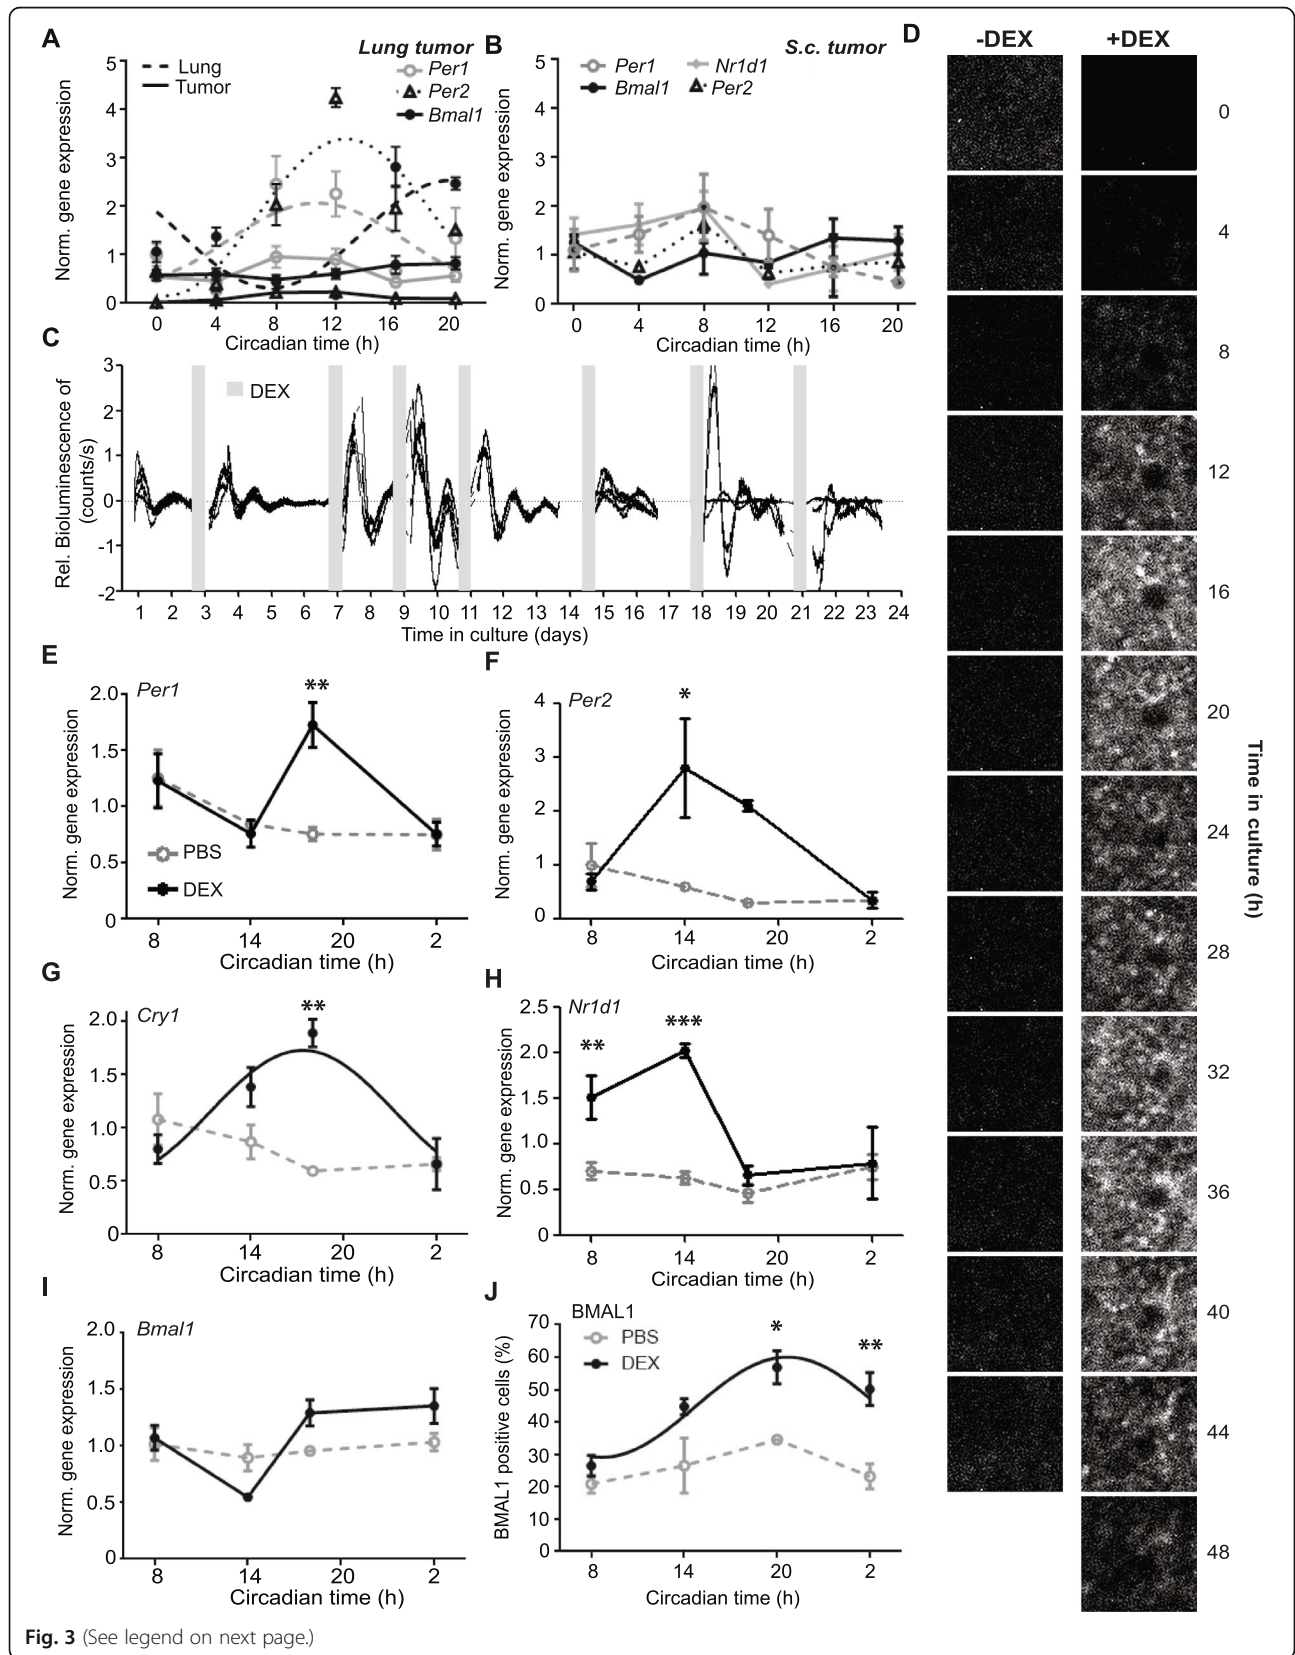 A
Lung tumor
Norm. gene expression
5
4
3
2
1
0
Lung
Tumor
Per1
Per2
Bmal1
0 4 8 12 16 20
Circadian time (h)
B
S.c. tumor
Norm. gene expression
5
4
3
2
1
0
Per1 Nr1d1
Bmal1 Per2
0 4 8 12 16 20
Circadian time (h)
C
Rel. Bioluminescence of
(counts/s)
3
2
1
0
-1
-2
DEX
1 2 3 4 5 6 7 8 9 10 11 12 13 14 15 16 17 18 19 20 21 22 23 24
Time in culture (days)
D
-DEX +DEX
0
4
8
12
16
20
24
28
32
36
40
44
48
Time in culture (h)
E
Per1
**
Norm. gene expression
2.0
1.5
1.0
0.5
0
PBS
DEX
8 14 20 2
Circadian time (h)
F
Per2
*
Norm. gene expression
4
3
2
1
0
8 14 20 2
Circadian time (h)
G
Cry1
**
Norm. gene expression
2.0
1.5
1.0
0.5
0
8 14 20 2
Circadian time (h)
H
Nr1d1
**
***
Norm. gene expression
2.5
2.0
1.5
1.0
0.5
0
8 14 20 2
Circadian time (h)
I
Bmal1
Norm. gene expression
2.0
1.5
1.0
0.5
0
8 14 20 2
Circadian time (h)
J
BMAL1
PBS
DEX
*
**
BMAL1 positive cells (%)
70
60
50
40
30
20
10
0
8 14 20 2
Circadian time (h)
Fig. 3 (See legend on next page.)